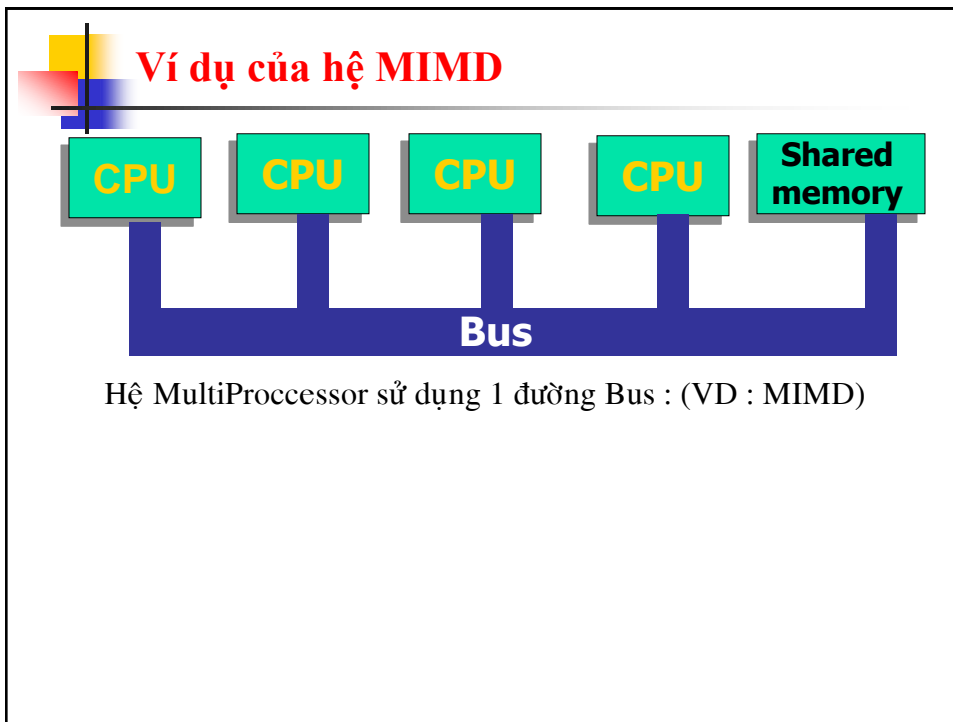 Ví dụ của hệ MIMD
CPU
CPU
CPU
CPU
Shared
memory
Bus
Hệ MultiProccessor sử dụng 1 đường Bus : (VD : MIMD)